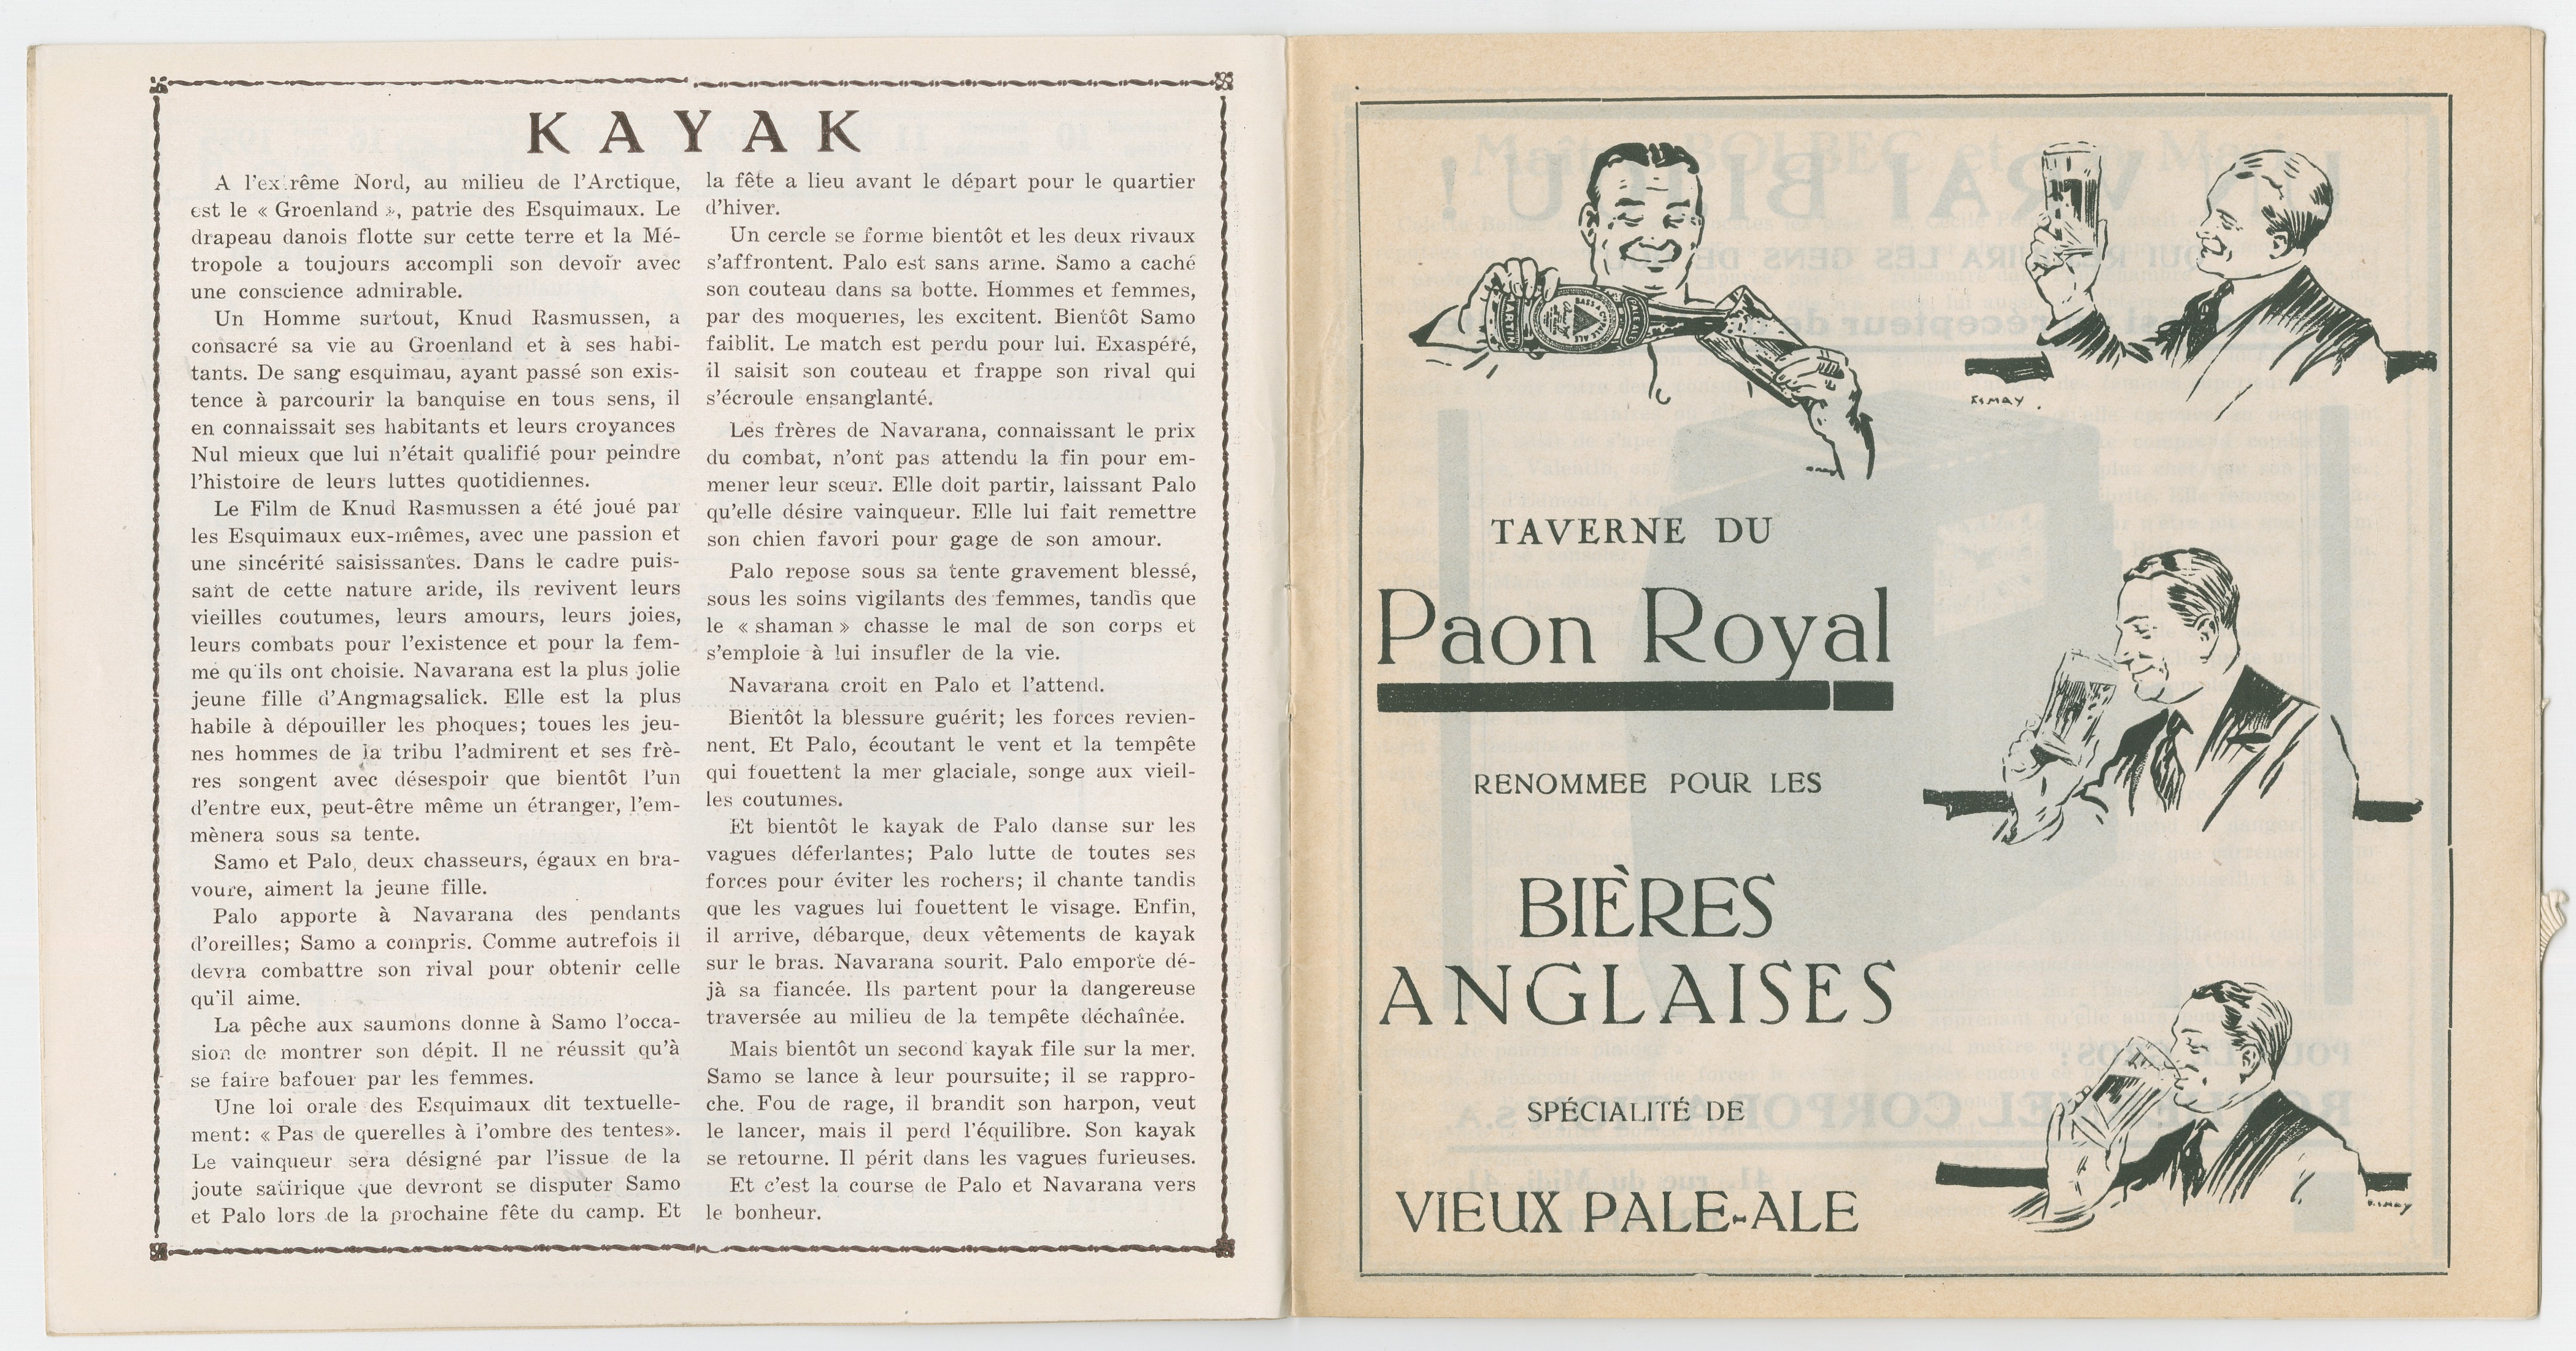 KAYAK
A l'extrême Nord, au milieu de l'Arctique,
est le « Groenland », patrie des Esquimaux. Le
drapeau danois flotte sur cette terre et la Mé-
tropole a toujours accompli son devoir avec
une conscience admirable.
Un Homme surtout, Knud Rasmussen, a
consacré sa vie au Groenland et à ses habi-
tants. De sang esquimau, ayant passé son exis-
tence à parcourir la banquise en tous sens, il
en connaissait ses habitants et leurs croyances
Nul mieux que lui n'était qualifié pour peindre
l'histoire de leurs luttes quotidiennes.
Le Film de Knud Rasmussen a été joué par
les Esquimaux eux-mêmes, avec une passion et
une sincérité saisissantes. Dans le cadre puis-
sant de cette nature aride, ils revivent leurs
vieilles coutumes, leurs amours, leurs joies,
leurs combats pour l'existence et pour la fem-
me qu'ils ont choisie. Navarana est la plus jolie
jeune fille d'Angmagsalick. Elle est la plus
habile à dépouiller les phoques; toues les jeu-
nes hommes de la tribu l'admirent et ses frè-
res songent avec désespoir que bientôt l'un
d'entre eux, peut-être même un étranger, l'em-
mènera sous sa tente.
Samo et Palo, deux chasseurs, égaux en bra-
voure, aiment la jeune fille.
Palo apporte à Navarana des pendants
d'oreilles; Samo a compris. Comme autrefois il
devra combattre son rival pour obtenir celle
qu'il aime.
La pêche aux saumons donne à Samo l'occa-
sion de montrer son dépit. Il ne réussit qu'à
se faire bafouer par les femmes.
Une loi orale des Esquimaux dit textuelle-
ment: « Pas de querelles à l'ombre des tentes».
Le vainqueur sera désigné par l'issue de la
joute satirique que devront se disputer Samo
et Palo lors de la prochaine fête du camp. Et
la fête a lieu avant le départ pour le quartier
d'hiver.
Un cercle se forme bientôt et les deux rivaux
s'affrontent. Palo est sans arme. Samo a caché
son couteau dans sa botte. Hommes et femmes,
par des moqueries, les excitent. Bientôt Samo
faiblit. Le match est perdu pour lui. Exaspéré,
il saisit son couteau et frappe son rival qui
s'écroule ensanglanté.
Les frères de Navarana, connaissant le prix
du combat, n'ont pas attendu la fin pour em-
mener leur sœur. Elle doit partir, laissant Palo
qu'elle désire vainqueur. Elle lui fait remettre
son chien favori pour gage de son amour.
Palo repose sous sa tente gravement blessé,
sous les soins vigilants des femmes, tandis que
le « shaman » chasse le mal de son corps et
s'emploie à lui insufler de la vie.
Navarana croit en Palo et l'attend.
Bientôt la blessure guérit; les forces revien-
nent. Et Palo, écoutant le vent et la tempête
qui fouettent la mer glaciale, songe aux vieil-
les coutumes.
Et bientôt le kayak de Palo danse sur les
vagues déferlantes; Palo lutte de toutes ses
forces pour éviter les rochers; il chante tandis
que les vagues lui fouettent le visage. Enfin,
il arrive, débarque, deux vêtements de kayak
sur le bras. Navarana sourit. Palo emporte dé-
jà sa fiancée. Ils partent pour la dangereuse
traversée au milieu de la tempête déchaînée.
Mais bientôt un second kayak file sur la mer.
Samo se lance à leur poursuite; il se rappro-
che. Fou de rage, il brandit son harpon, veut
le lancer, mais il perd l'équilibre. Son kayak
se retourne. Il périt dans les vagues furieuses.
Et c'est la course de Palo et Navarana vers
le bonheur.
TAVERNE DU
Paon Royal
RENOMMEE POUR LES
BIÈRES
ANGLAISES
SPÉCIALITÉ DE
VIEUX PALE-ALE